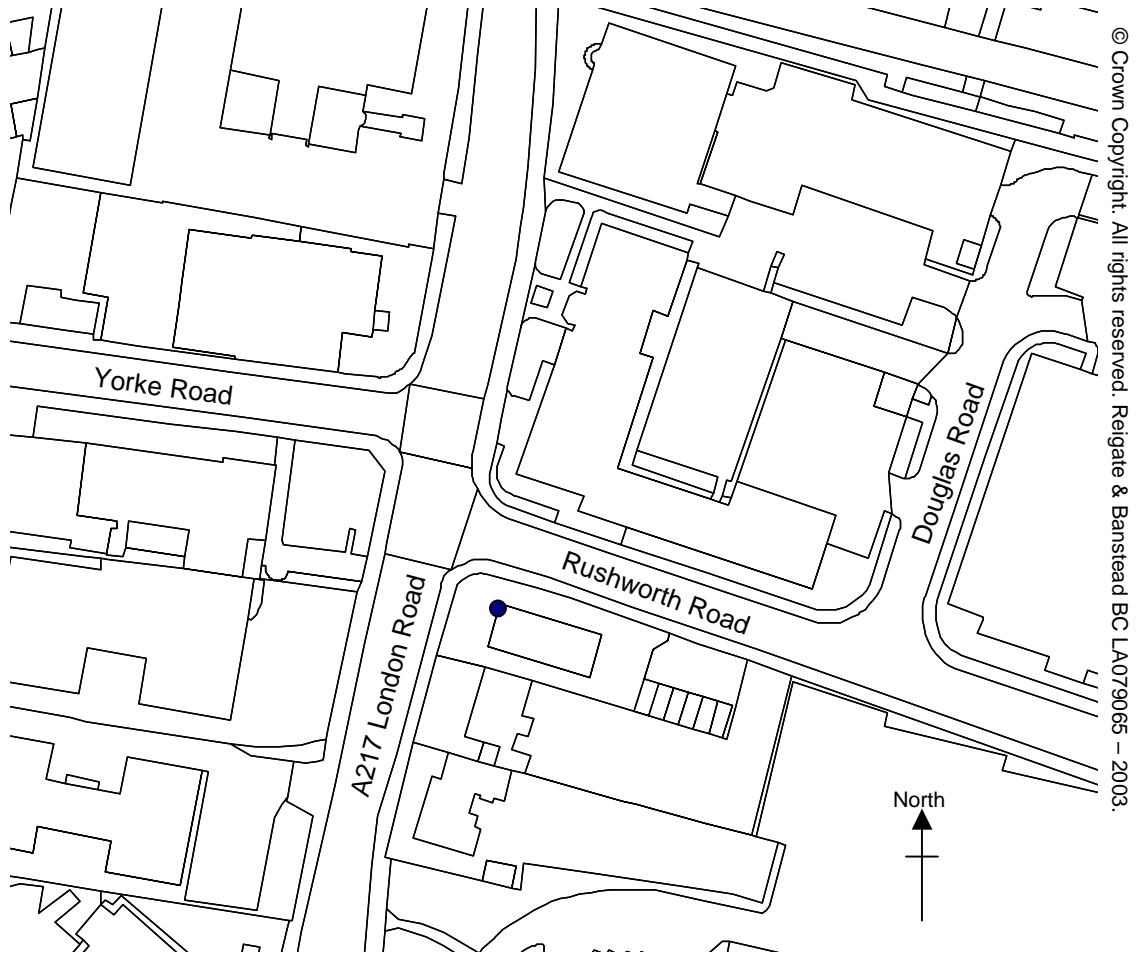 Yorke Road
Douglas Road
Rushworth Road
A217 London Road
North
© Crown Copyright. All rights reserved. Reigate & Banstead BC LA079065 – 2003.